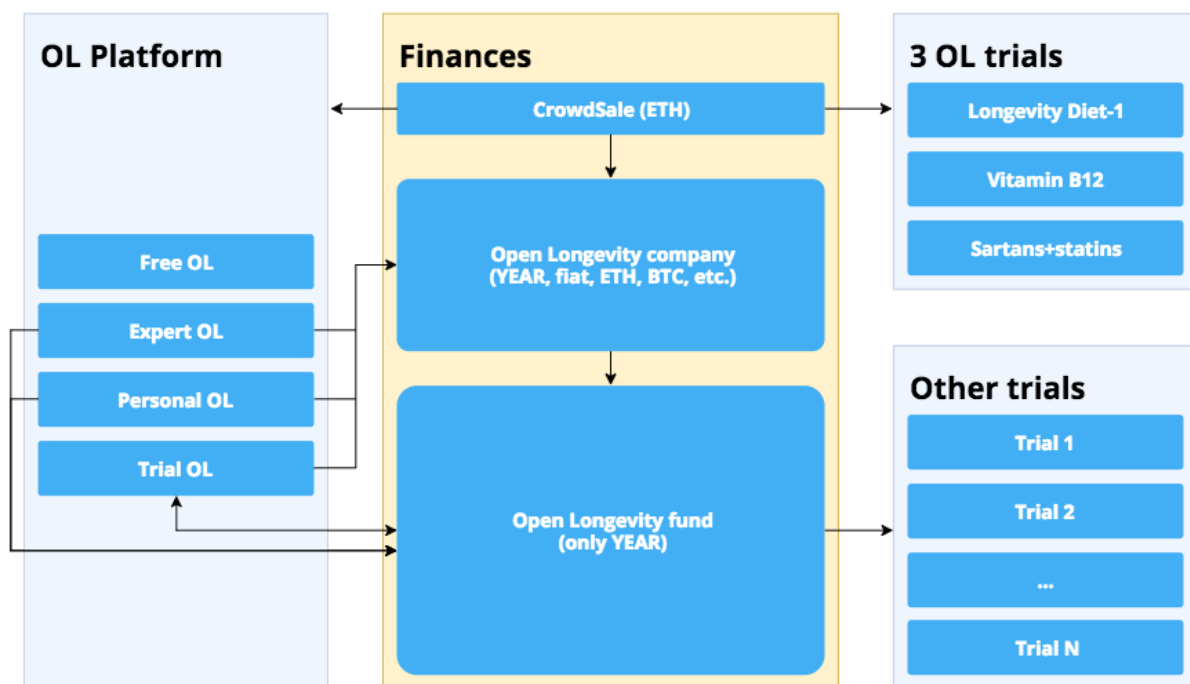 OL Platform
Free OL
Expert OL
Personal OL
Trial OL
Finances
CrowdSale (ETH)
Open Longevity company
(YEAR, fiat, ETH, BTC, etc.)
Open Longevity fund
(only YEAR)
3 OL trials
Longevity Diet-1
Vitamin B12
Sartans+statins
Other trials
Trial 1
Trial 2
...
Trial N